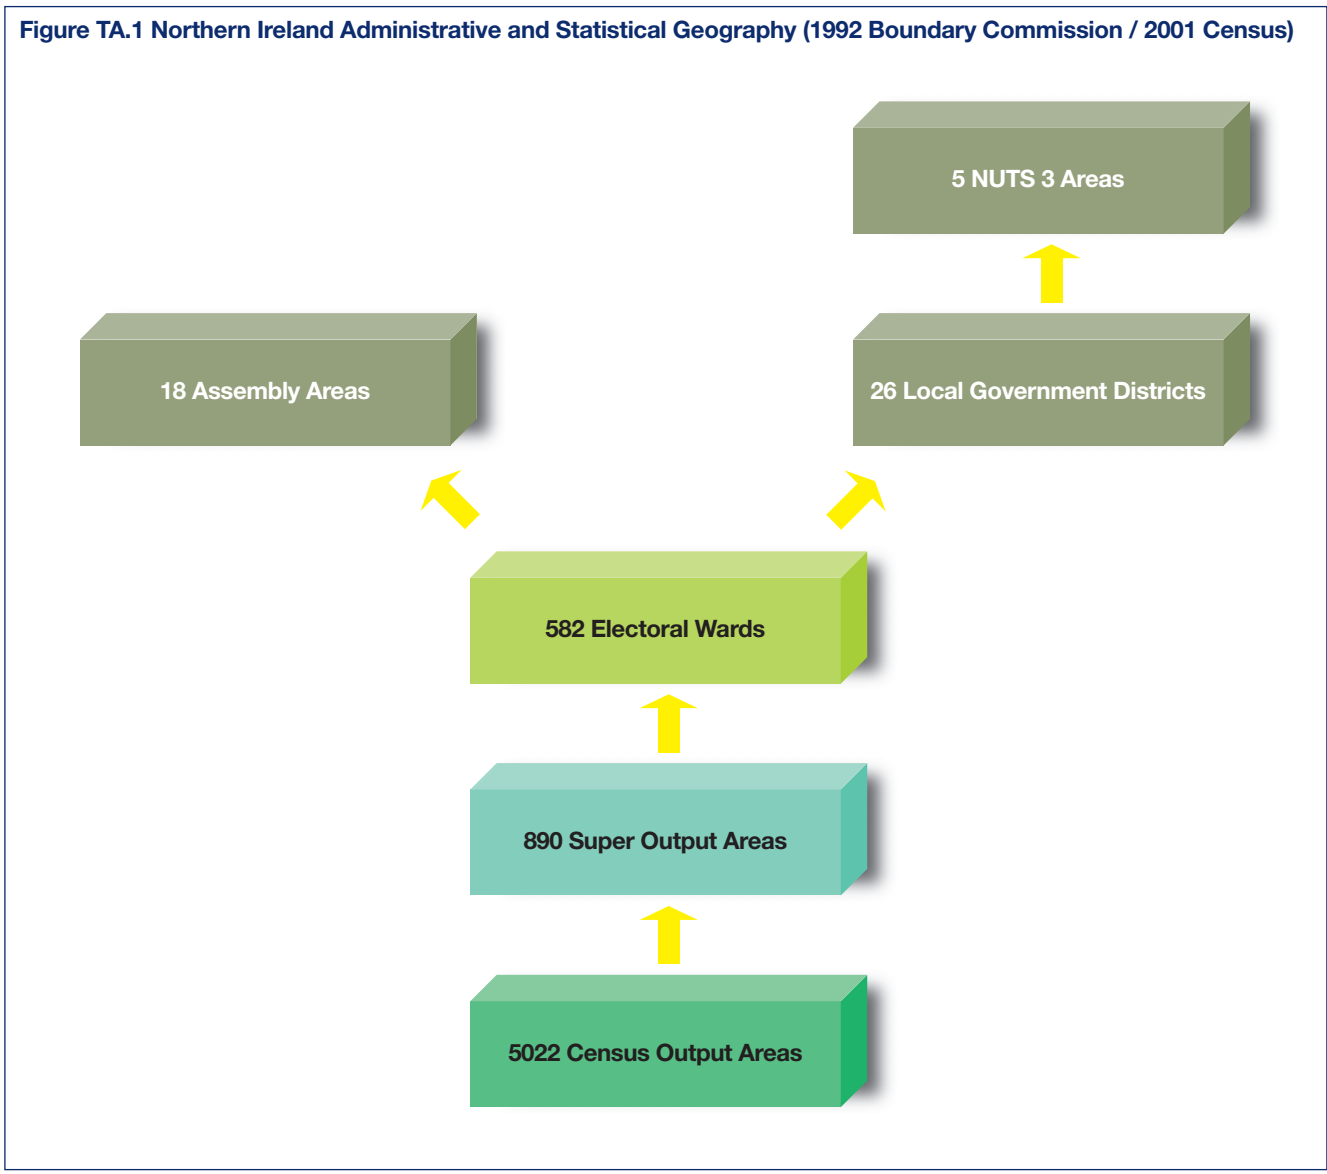 Figure TA.1 Northern Ireland Administrative and Statistical Geography (1992 Boundary Commission / 2001 Census)
5 NUTS 3 Areas
18 Assembly Areas
26 Local Government Districts
582 Electoral Wards
890 Super Output Areas
5022 Census Output Areas